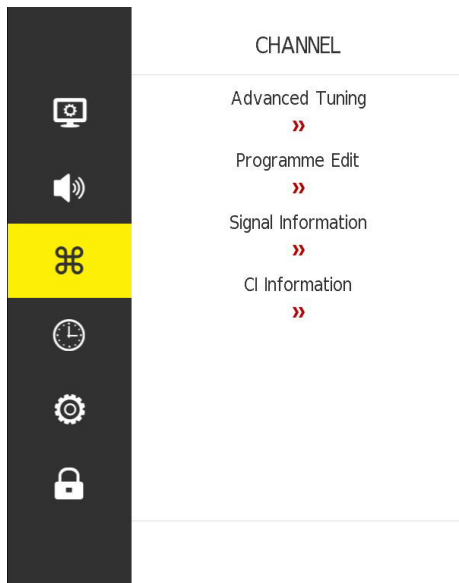 CHANNEL
Advanced Tuning
»
Programme Edit
»
Signal Information
»
CI Information
»